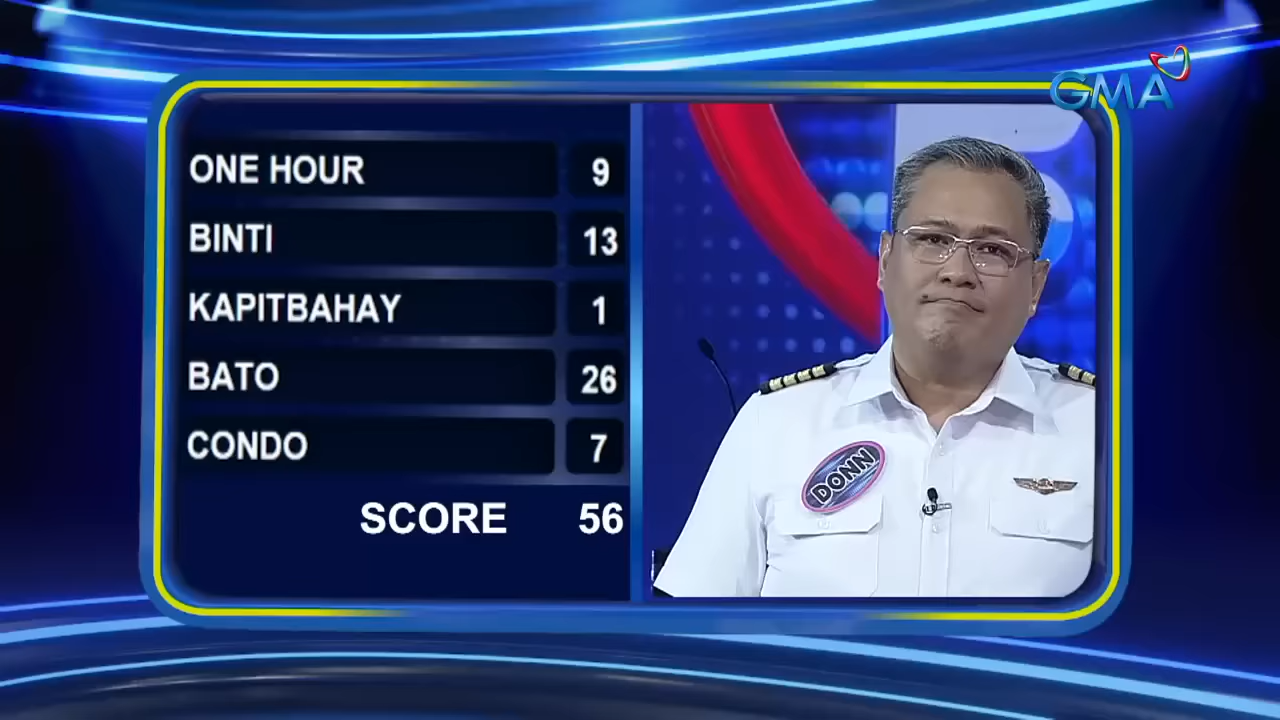 GMA
ONE HOUR 9
BINTI 13
KAPITBAHAY 1
BATO 26
CONDO 7
SCORE 56
DONN